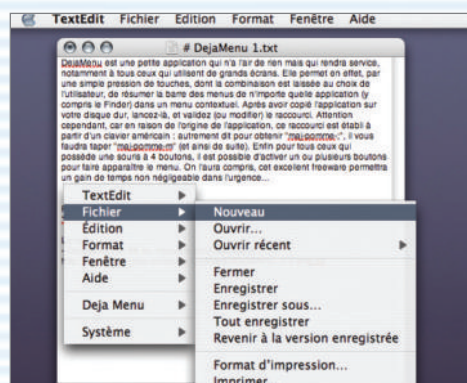 TextEdit Fichier Edition Format Fenêtre Aide
# DejaMenu 1.txt
DejaMenu est une petite application qui n'a l'air de rien mais qui rendra service,
notamment à tous ceux qui utilisent de grands écrans. Elle permet en effet, par
une simple pression de touches, dont la combinaison est laissée au choix de
l'utilisateur, de résumer la barre des menus de n'importe quelle application (y
compris le Finder) dans un menu contextuel. Après avoir copié l'application sur
votre disque dur, lancez-là, et validez (ou modifier) le raccourci. Attention
cependant, car en raison de l'origine de l'application, ce raccourci est établi à
partir d'un clavier américain : autrement dit pour obtenir "maj-pomme-;", il vous
faudra taper "maj-pomme-m" (et ainsi de suite). Enfin pour tous ceux qui
possède une souris à 4 boutons, il est possible d'activer un ou plusieurs boutons
pour faire apparaître le menu. On l'aura compris, cet excellent freeware permettra
un gain de temps non négligeable dans l'urgence...
TextEdit
Fichier
Édition
Format
Fenêtre
Aide
Deja Menu
Système
Nouveau
Ouvrir...
Ouvrir récent
Fermer
Enregistrer
Enregistrer sous...
Tout enregistrer
Revenir à la version enregistrée
Format d'impression...
Imprimer